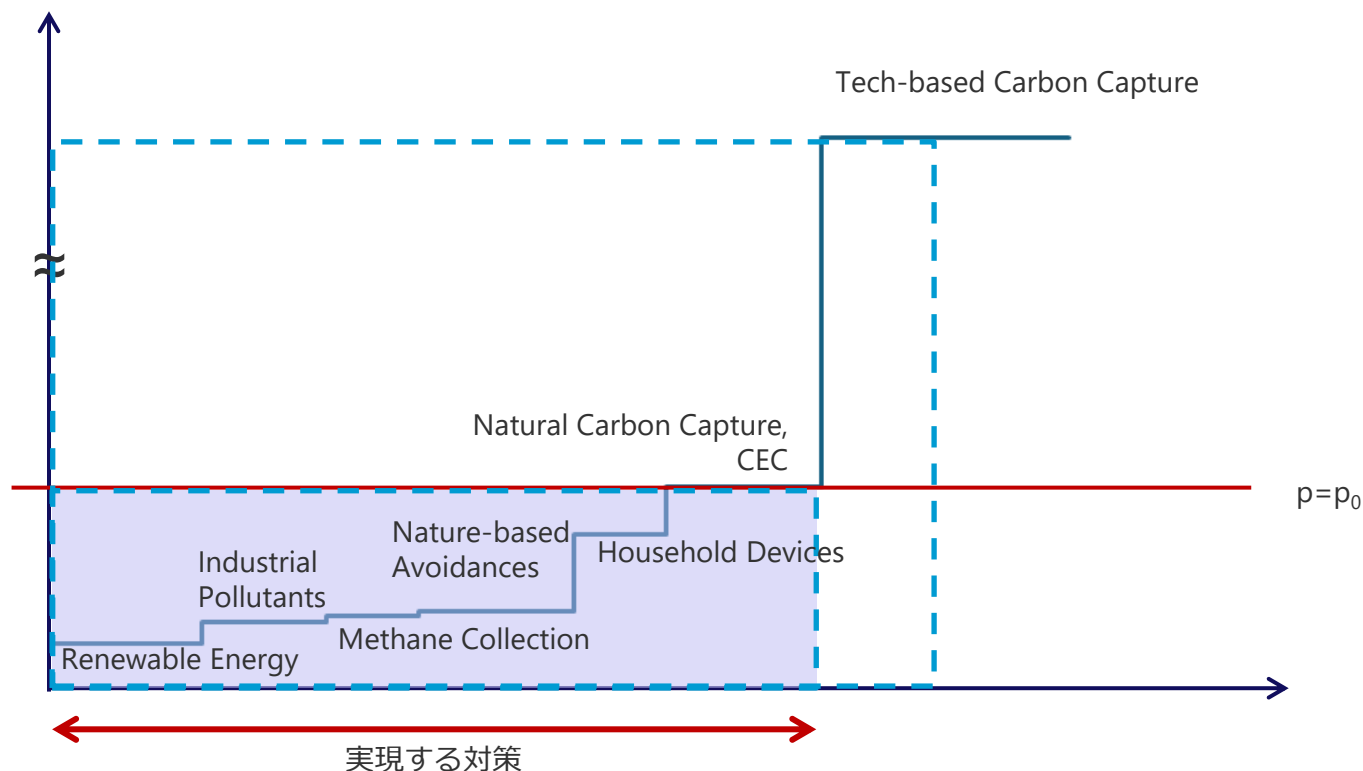 Tech-based Carbon Capture
≈
Natural Carbon Capture,
CEC
p=p₀
Nature-based
Avoidances
Household Devices
Industrial
Pollutants
Methane Collection
Renewable Energy
実現する対策